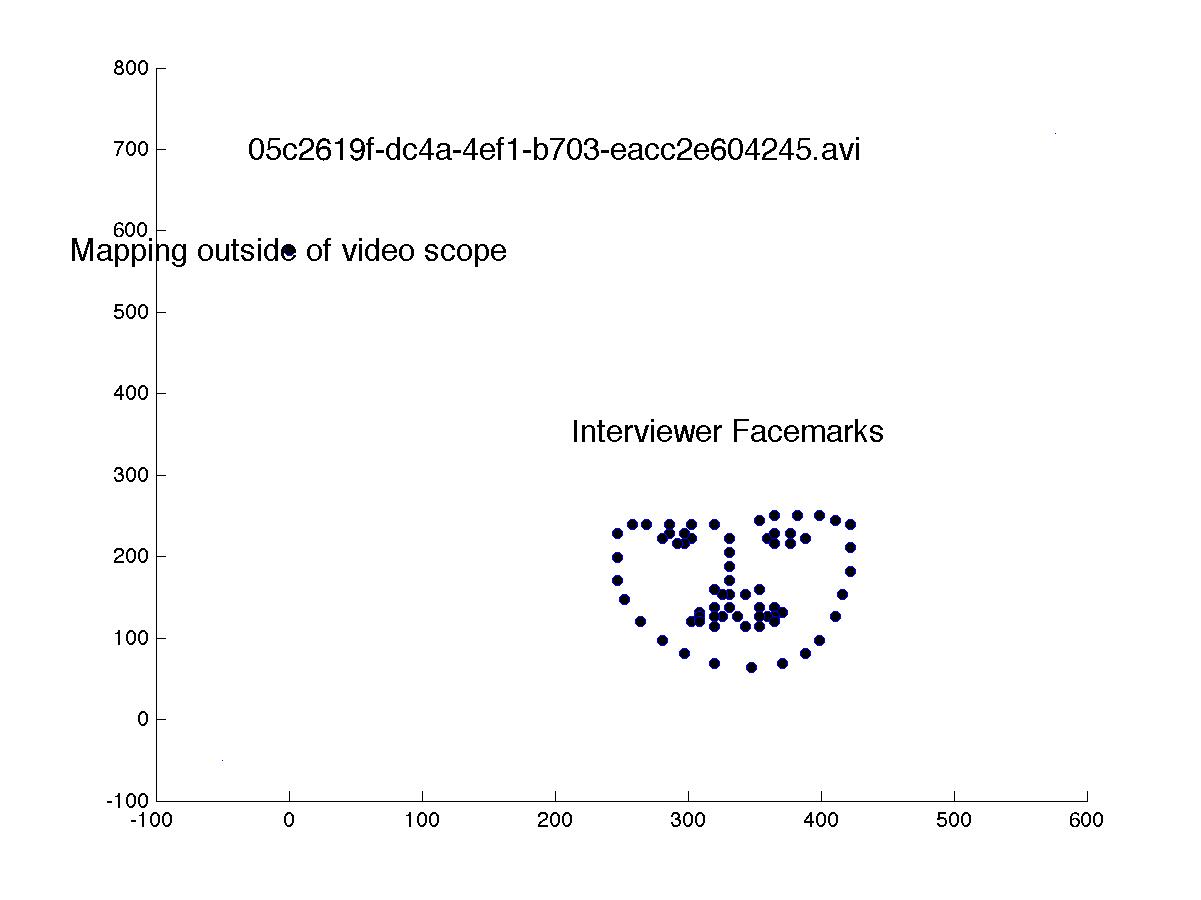 800
700
05c2619f-dc4a-4ef1-b703-eacc2e604245.avi
600
Mapping outside of video scope
500
400
Interviewer Facemarks
300
200
100
0
-100
-100 0 100 200 300 400 500 600